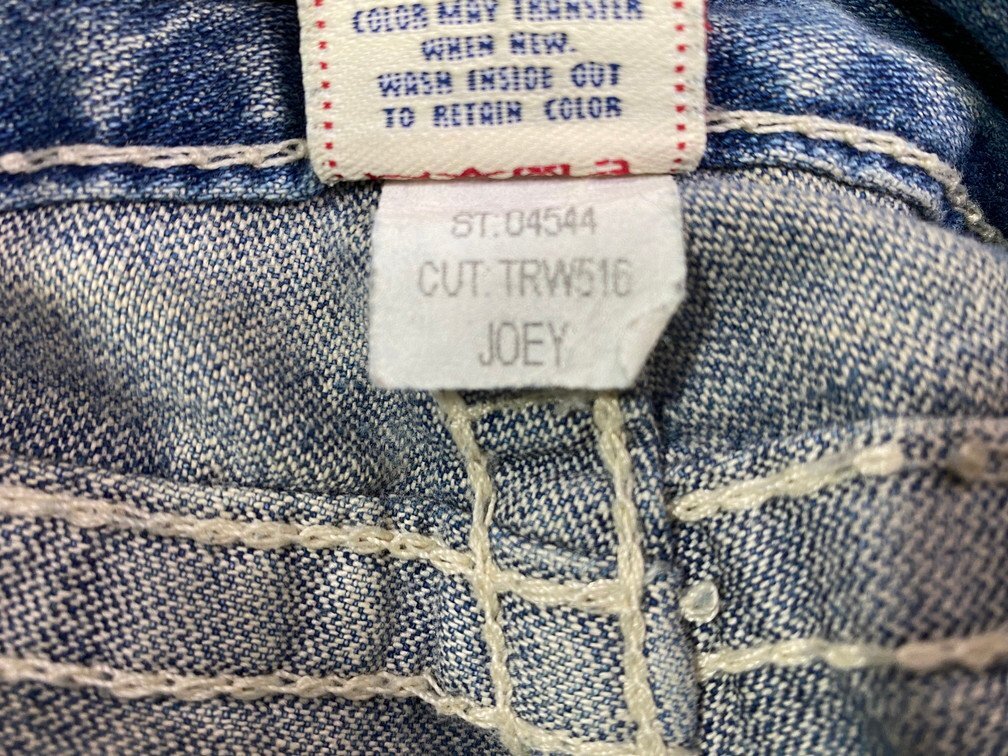 COLOR MAY TRANSFER
WHEN NEW.
WASH INSIDE OUT
TO RETAIN COLOR
ST: 04544
CUT: TRW516
JOEY